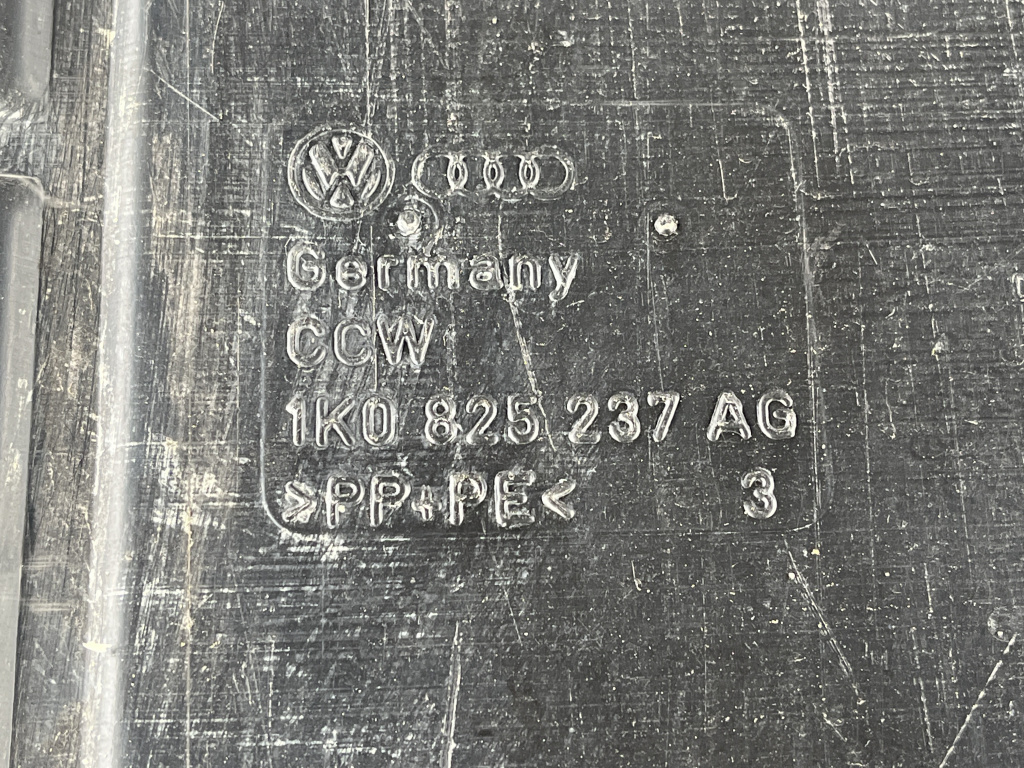 Germany
CCW
1K0 825 237 AG
>PP+PE< 3